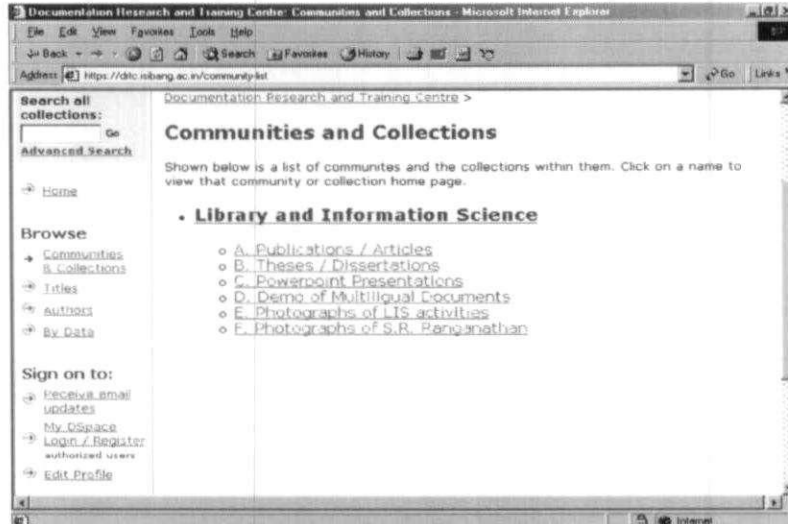 Documentation Research and Training Centre: Communities and Collections - Microsoft Internet Explorer
File Edit View Favorites Tools Help
Back Search Favorites History
Address https://drtc.isibang.ac.in/community-list Go Links
Search all
collections:
Go
Advanced Search
Home
Browse
Communities
& Collections
Titles
Authors
By Date
Sign on to:
Receive email
updates
My DSpace
Login / Register
authorized users
Edit Profile
Documentation Research and Training Centre >
Communities and Collections
Shown below is a list of communites and the collections within them. Click on a name to
view that community or collection home page.
• Library and Information Science
A. Publications / Articles
B. Theses / Dissertations
C. Powerpoint Presentations
D. Demo of Multiligual Documents
E. Photographs of LIS activities
F. Photographs of S.R. Ranganathan
Internet